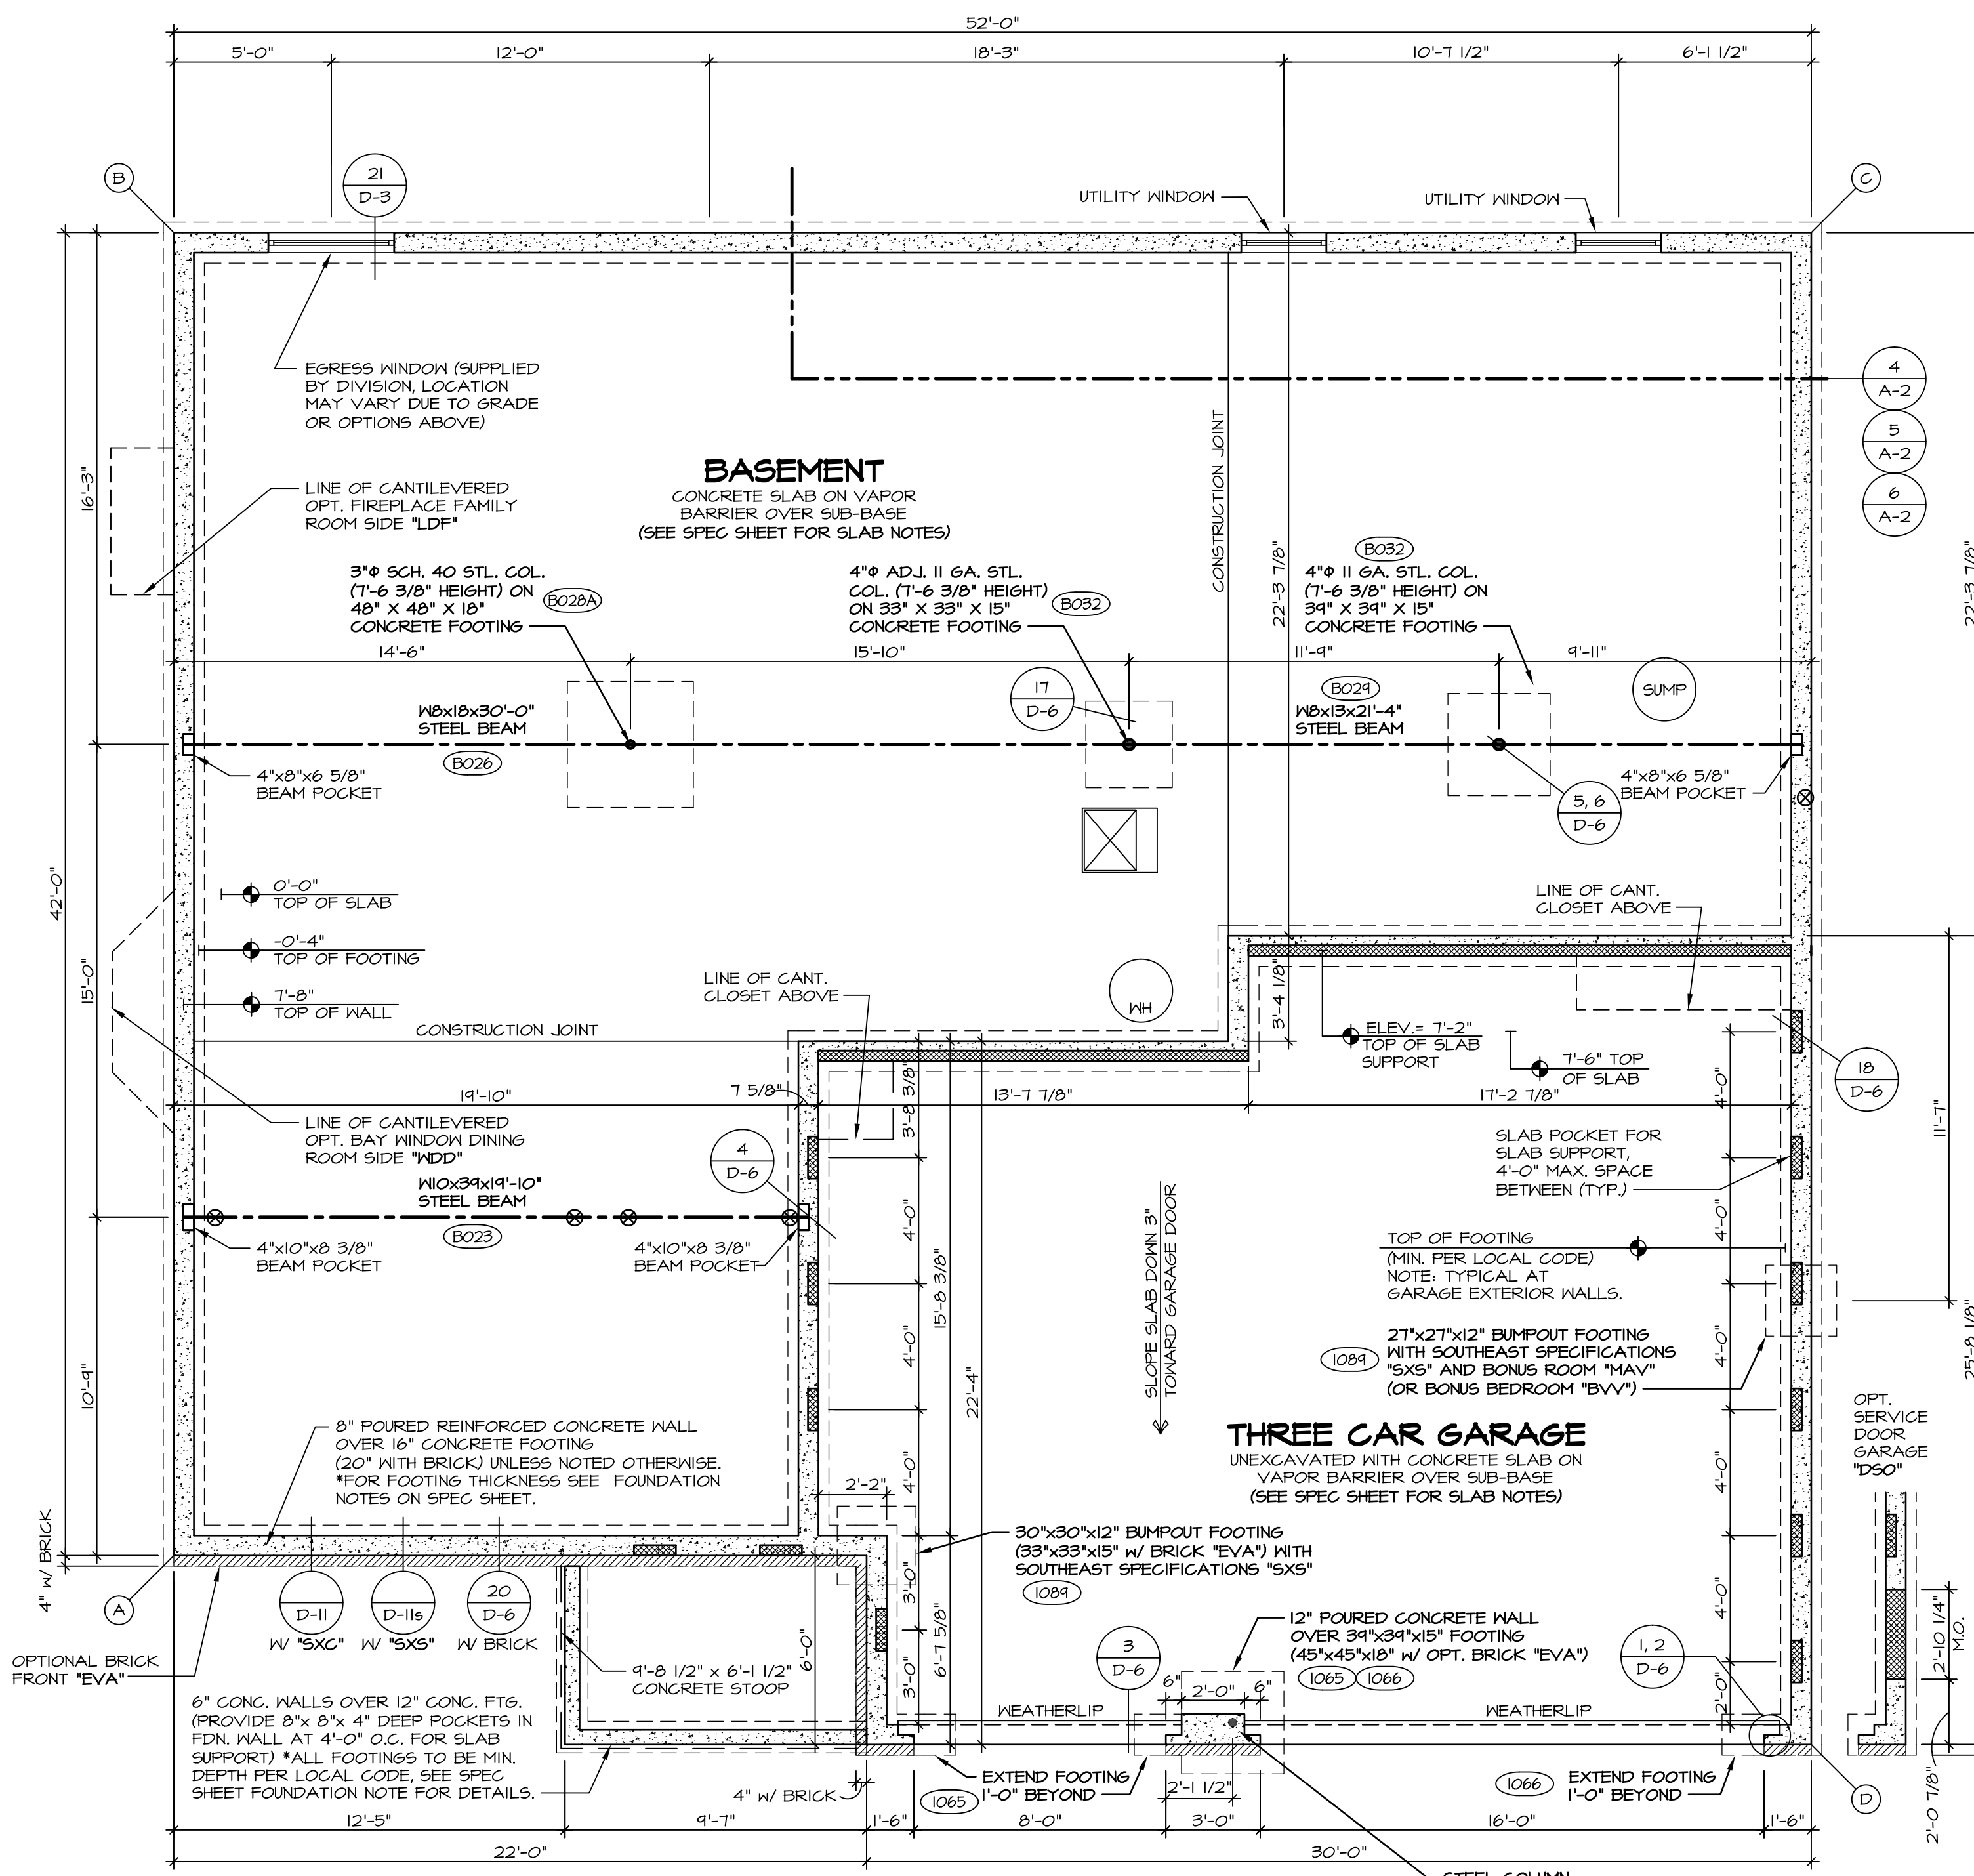 52'-0"
5'-0"
12'-0"
18'-3"
10'-7 1/2"
6'-1 1/2"
B
21
D-3
UTILITY WINDOW
UTILITY WINDOW
C
EGRESS WINDOW (SUPPLIED
BY DIVISION, LOCATION
MAY VARY DUE TO GRADE
OR OPTIONS ABOVE)
4
A-2
5
A-2
6
A-2
BASEMENT
CONCRETE SLAB ON VAPOR
BARRIER OVER SUB-BASE
(SEE SPEC SHEET FOR SLAB NOTES)
CONSTRUCTION JOINT
16'-3"
LINE OF CANTILEVERED
OPT. FIREPLACE FAMILY
ROOM SIDE "LDF"
22'-3 7/8"
22'-3 7/8"
3"Φ SCH. 40 STL. COL.
(7'-6 3/8" HEIGHT) ON
48" X 48" X 18"
CONCRETE FOOTING
B028A
4"Φ ADJ. 11 GA. STL.
COL. (7'-6 3/8" HEIGHT)
ON 33" X 33" X 15"
CONCRETE FOOTING
B032
B032
4"Φ 11 GA. STL. COL.
(7'-6 3/8" HEIGHT) ON
39" X 39" X 15"
CONCRETE FOOTING
14'-6"
15'-10"
11'-9"
9'-11"
17
D-6
SUMP
W8x18x30'-0"
STEEL BEAM
B026
B029
W8x13x21'-4"
STEEL BEAM
4"x8"x6 5/8"
BEAM POCKET
4"x8"x6 5/8"
BEAM POCKET
5, 6
D-6
42'-0"
0'-0"
TOP OF SLAB
-0'-4"
TOP OF FOOTING
7'-8"
TOP OF WALL
15'-0"
LINE OF CANT.
CLOSET ABOVE
LINE OF CANT.
CLOSET ABOVE
WH
3'-4 1/8"
CONSTRUCTION JOINT
ELEV.= 7'-2"
TOP OF SLAB
SUPPORT
7'-6" TOP
OF SLAB
18
D-6
11'-7"
19'-10"
7 5/8"
3'-8 3/8"
13'-7 7/8"
17'-2 7/8"
4'-0"
LINE OF CANTILEVERED
OPT. BAY WINDOW DINING
ROOM SIDE "WDD"
4
D-6
SLAB POCKET FOR
SLAB SUPPORT,
4'-0" MAX. SPACE
BETWEEN (TYP.)
W10x39x19'-10"
STEEL BEAM
B023
4"x10"x8 3/8"
BEAM POCKET
4"x10"x8 3/8"
BEAM POCKET
4'-0"
4'-0"
SLOPE SLAB DOWN 3"
TOWARD GARAGE DOOR
TOP OF FOOTING
(MIN. PER LOCAL CODE)
NOTE: TYPICAL AT
GARAGE EXTERIOR WALLS.
15'-8 3/8"
22'-4"
4'-0"
4'-0"
25'-8 1/8"
1089
27"x27"x12" BUMPOUT FOOTING
WITH SOUTHEAST SPECIFICATIONS
"SXS" AND BONUS ROOM "MAV"
(OR BONUS BEDROOM "BVV")
10'-9"
THREE CAR GARAGE
UNEXCAVATED WITH CONCRETE SLAB ON
VAPOR BARRIER OVER SUB-BASE
(SEE SPEC SHEET FOR SLAB NOTES)
OPT.
SERVICE
DOOR
GARAGE
"DSO"
8" POURED REINFORCED CONCRETE WALL
OVER 16" CONCRETE FOOTING
(20" WITH BRICK) UNLESS NOTED OTHERWISE.
*FOR FOOTING THICKNESS SEE FOUNDATION
NOTES ON SPEC SHEET.
2'-2"
4'-0"
4'-0"
4" W/ BRICK
30"x30"x12" BUMPOUT FOOTING
(33"x33"x15" W/ BRICK "EVA") WITH
SOUTHEAST SPECIFICATIONS "SXS"
1089
A
D-11
W/ "SXC"
D-11s
W/ "SXS"
20
D-6
W/ BRICK
3'-0"
4'-0"
OPTIONAL BRICK
FRONT "EVA"
9'-8 1/2" x 6'-1 1/2"
CONCRETE STOOP
6'-0"
6'-7 5/8"
3'-0"
3
D-6
12" POURED CONCRETE WALL
OVER 39"x39"x15" FOOTING
(45"x45"x18" W/ OPT. BRICK "EVA")
1065
1066
1, 2
D-6
2'-10 1/4"
M.O.
6" CONC. WALLS OVER 12" CONC. FTG.
(PROVIDE 8"x 8"x 4" DEEP POCKETS IN
FDN. WALL AT 4'-0" O.C. FOR SLAB
SUPPORT) *ALL FOOTINGS TO BE MIN.
DEPTH PER LOCAL CODE, SEE SPEC
SHEET FOUNDATION NOTE FOR DETAILS.
WEATHERLIP
6"
2'-0"
6"
WEATHERLIP
2'-0"
4" W/ BRICK
1065
EXTEND FOOTING
1'-0" BEYOND
2'-1 1/2"
1066
EXTEND FOOTING
1'-0" BEYOND
D
2'-0 7/8"
12'-5"
9'-7"
1'-6"
8'-0"
3'-0"
16'-0"
1'-6"
22'-0"
30'-0"
STEEL COLUMN